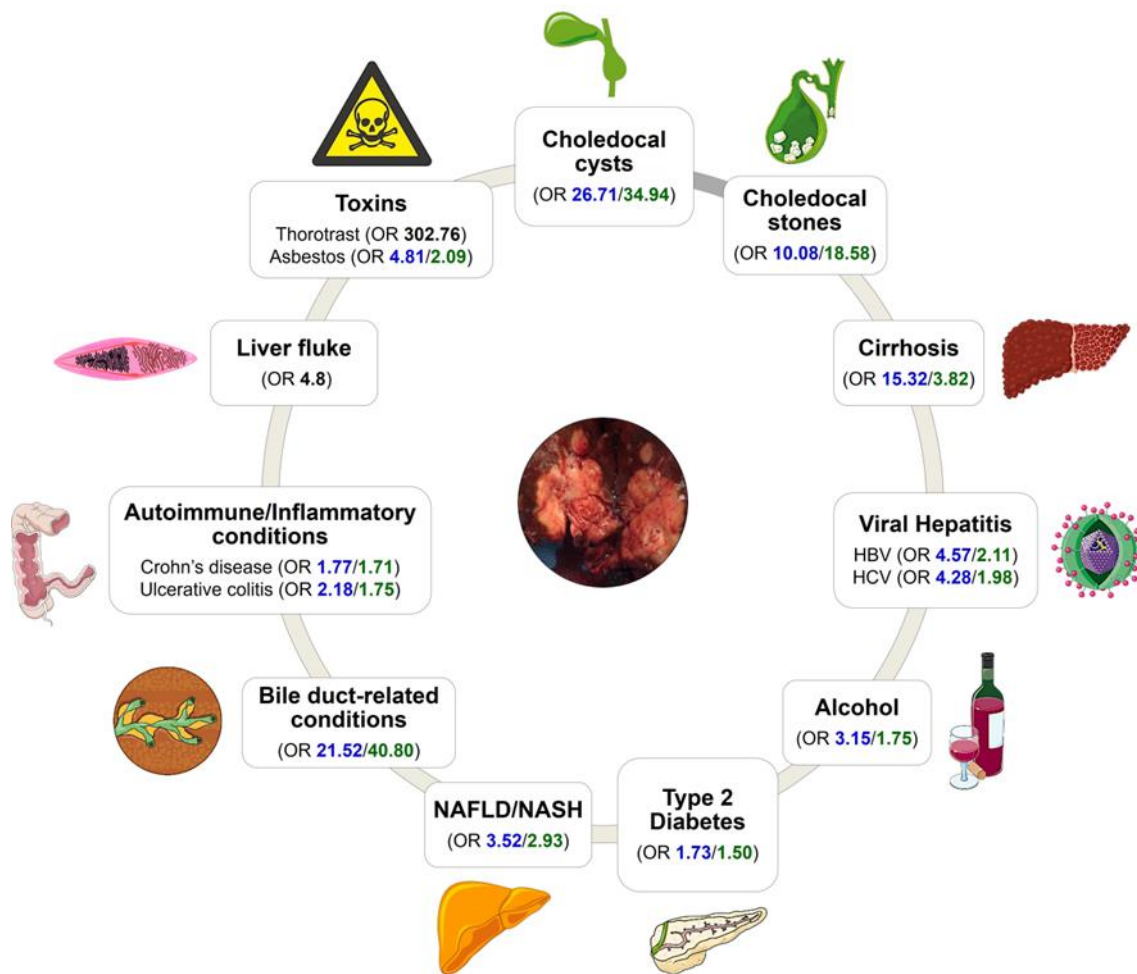 Choledocal
cysts
(OR 26.71/34.94)
Choledocal
stones
(OR 10.08/18.58)
Cirrhosis
(OR 15.32/3.82)
Viral Hepatitis
HBV (OR 4.57/2.11)
HCV (OR 4.28/1.98)
Alcohol
(OR 3.15/1.75)
Type 2
Diabetes
(OR 1.73/1.50)
NAFLD/NASH
(OR 3.52/2.93)
Bile duct-related
conditions
(OR 21.52/40.80)
Autoimmune/Inflammatory
conditions
Crohn’s disease (OR 1.77/1.71)
Ulcerative colitis (OR 2.18/1.75)
Liver fluke
(OR 4.8)
Toxins
Thorotrast (OR 302.76)
Asbestos (OR 4.81/2.09)